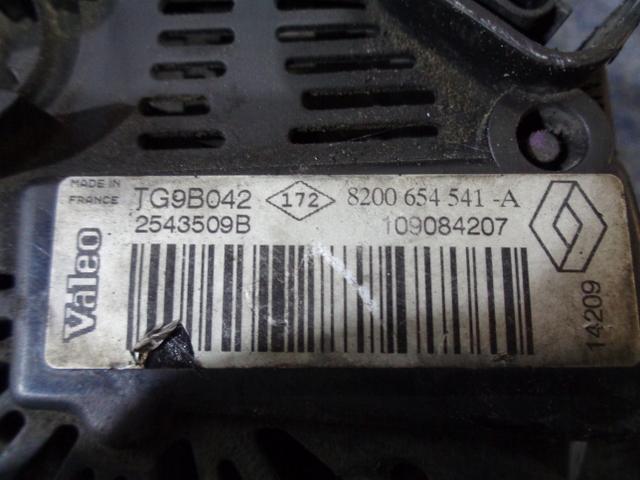 MADE IN
FRANCE
TG9B042
172
8200 654 541 -A
2543509B
109084207
Valeo
14209